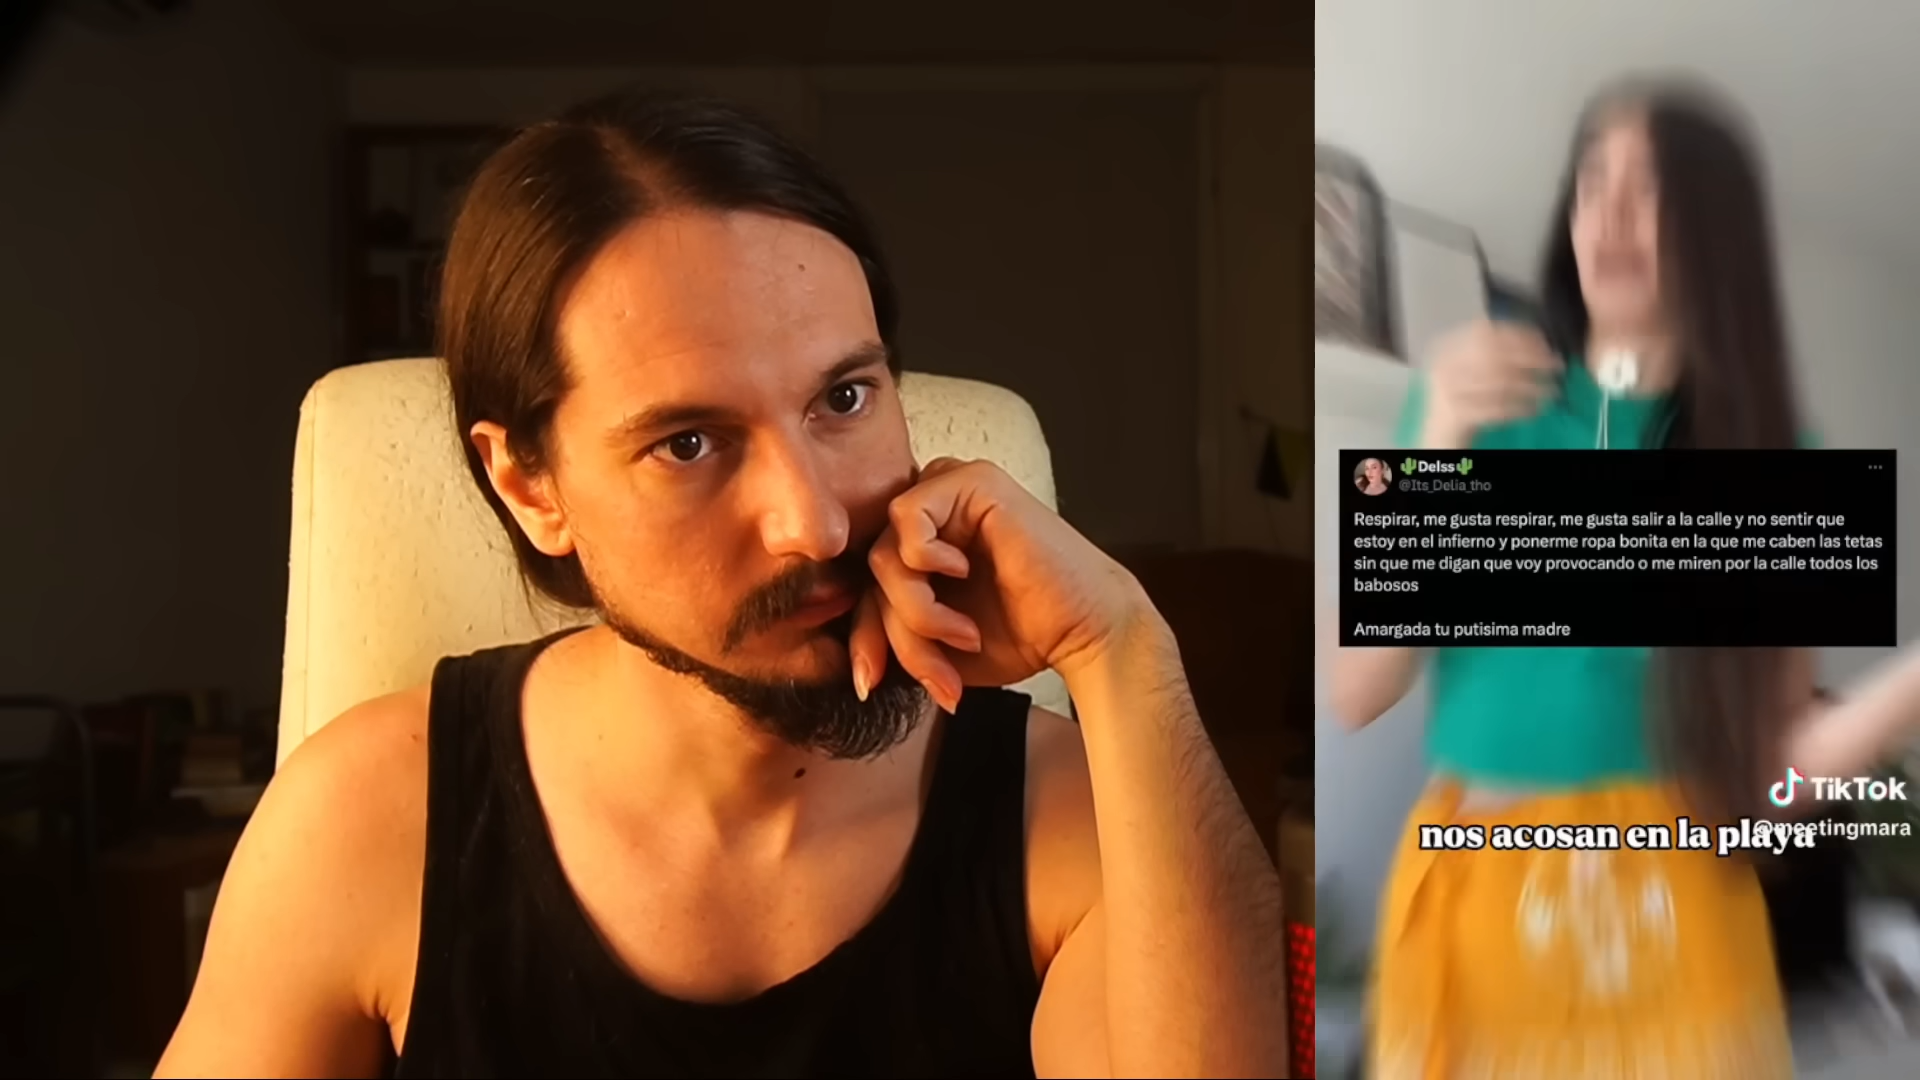 🌵Delss🌵
@Its_Delia_tho
Respirar, me gusta respirar, me gusta salir a la calle y no sentir que
estoy en el infierno y ponerme ropa bonita en la que me caben las tetas
sin que me digan que voy provocando o me miren por la calle todos los
babosos
Amargada tu putisima madre
TikTok
@meetingmara
nos acosan en la playa